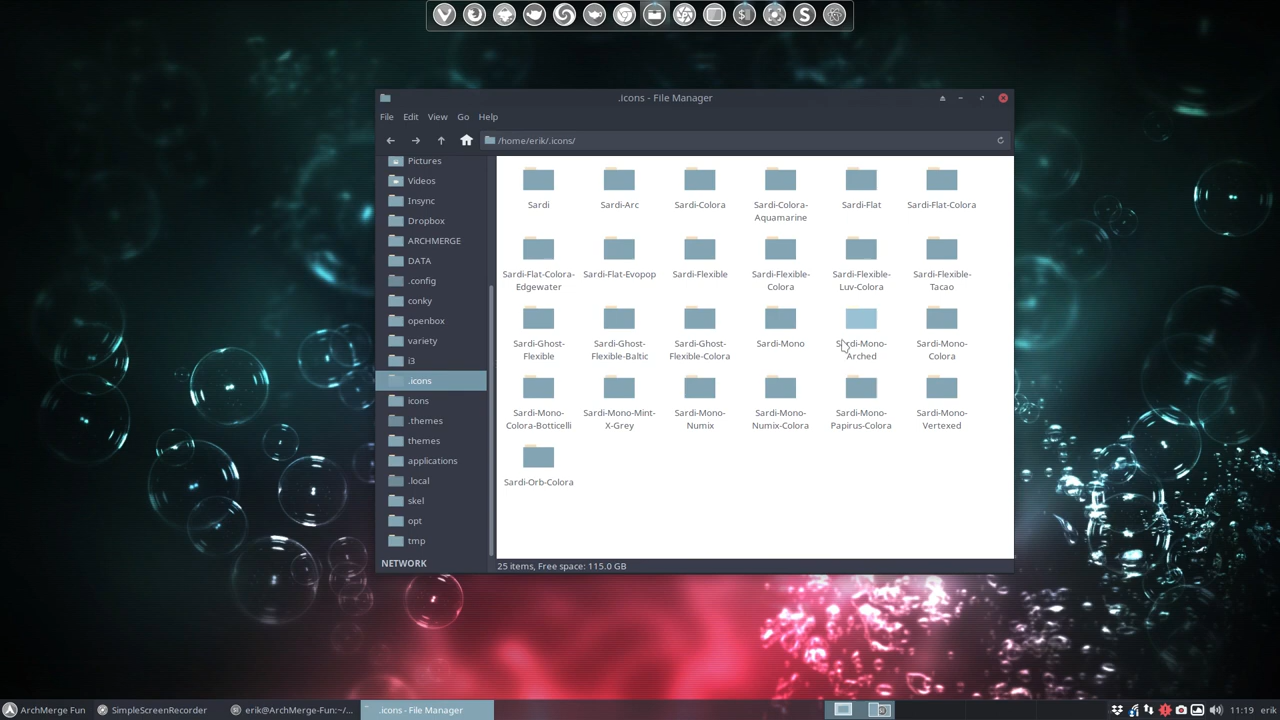 .icons - File Manager
File Edit View Go Help
/home/erik/.icons/
Pictures
Videos
Insync
Dropbox
ARCHMERGE
DATA
.config
conky
openbox
variety
i3
.icons
icons
.themes
themes
applications
.local
skel
opt
tmp
NETWORK
Sardi
Sardi-Arc
Sardi-Colora
Sardi-Colora-
Aquamarine
Sardi-Flat
Sardi-Flat-Colora
Sardi-Flat-Colora-
Edgewater
Sardi-Flat-Evopop
Sardi-Flexible
Sardi-Flexible-
Colora
Sardi-Flexible-
Luv-Colora
Sardi-Flexible-
Tacao
Sardi-Ghost-
Flexible
Sardi-Ghost-
Flexible-Baltic
Sardi-Ghost-
Flexible-Colora
Sardi-Mono
Sardi-Mono-
Arched
Sardi-Mono-
Colora
Sardi-Mono-
Colora-Botticelli
Sardi-Mono-Mint-
X-Grey
Sardi-Mono-
Numix
Sardi-Mono-
Numix-Colora
Sardi-Mono-
Papirus-Colora
Sardi-Mono-
Vertexed
Sardi-Orb-Colora
25 items, Free space: 115.0 GB
ArchMerge Fun
SimpleScreenRecorder
erik@ArchMerge-Fun:~/...
.icons - File Manager
11:19 erik